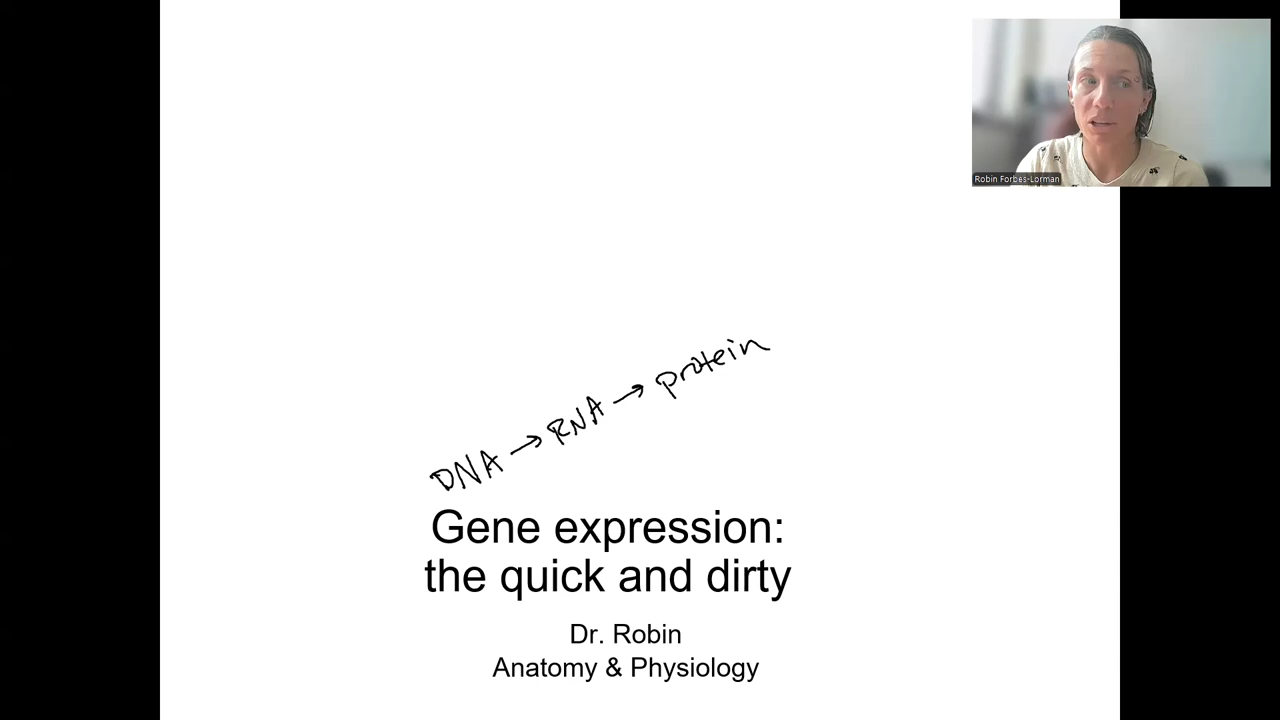 Robin Forbes-Lorman
DNA → RNA → protein
Gene expression:
the quick and dirty
Dr. Robin
Anatomy & Physiology